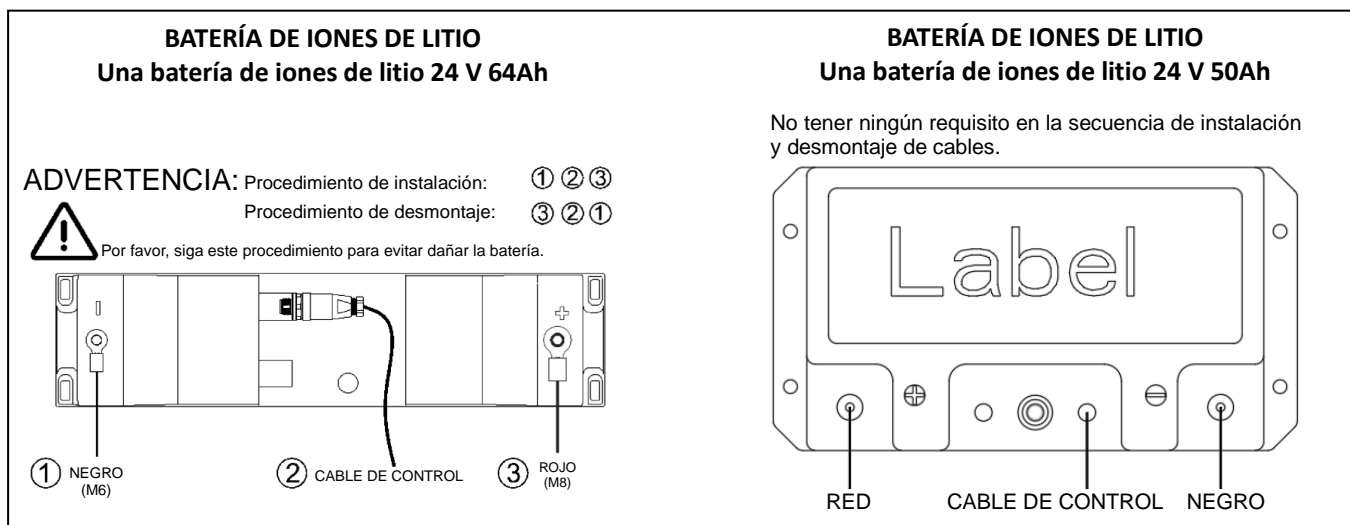 BATERÍA DE IONES DE LITIO
Una batería de iones de litio 24 V 64Ah
ADVERTENCIA: Procedimiento de instalación: ① ② ③
Procedimiento de desmontaje: ③ ② ①
Por favor, siga este procedimiento para evitar dañar la batería.
− +
① NEGRO
(M6)
② CABLE DE CONTROL
③ ROJO
(M8)
BATERÍA DE IONES DE LITIO
Una batería de iones de litio 24 V 50Ah
No tener ningún requisito en la secuencia de instalación
y desmontaje de cables.
Label
+ −
RED CABLE DE CONTROL NEGRO